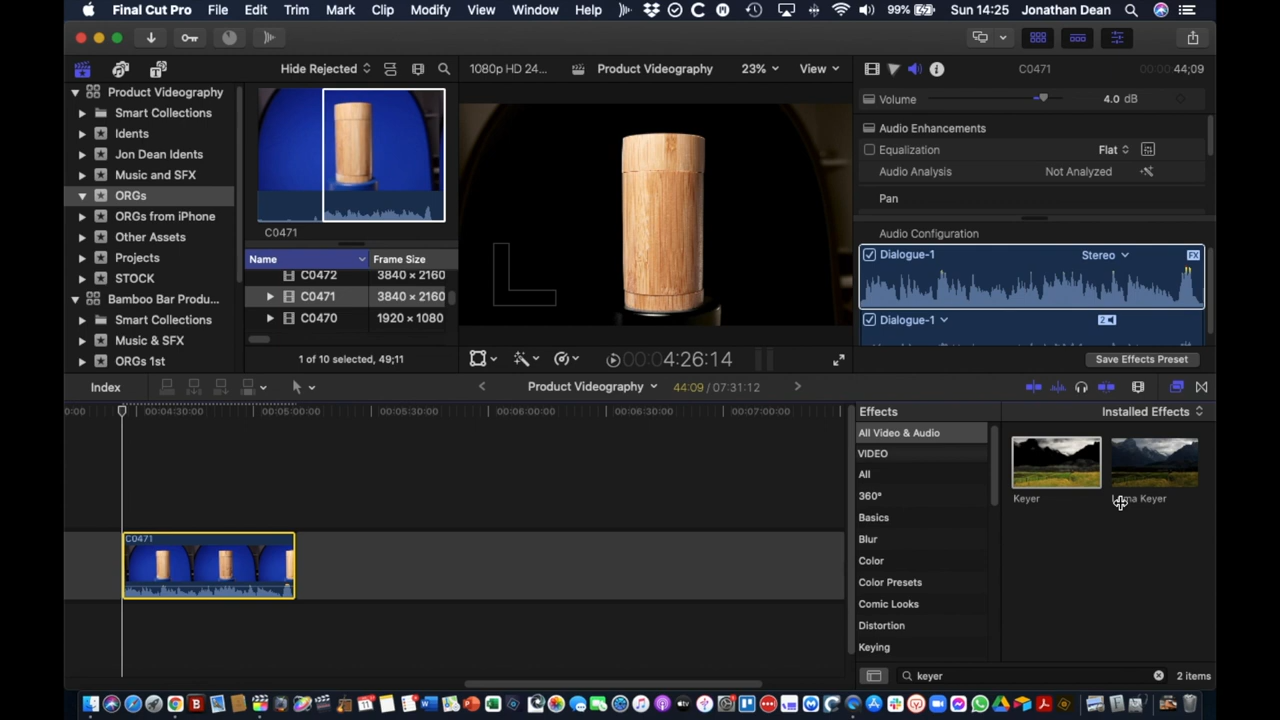 Final Cut Pro File Edit Trim Mark Clip Modify View Window Help 99% Sun 14:25 Jonathan Dean
Hide Rejected 1080p HD 24... Product Videography 23% View C0471 00:00:44;09
Product Videography
Smart Collections
Idents
Jon Dean Idents
Music and SFX
ORGs
ORGs from iPhone
Other Assets
Projects
STOCK
Bamboo Bar Produ...
Smart Collections
Music & SFX
ORGs 1st
C0471
Name Frame Size
C0472 3840 × 2160
C0471 3840 × 2160
C0470 1920 × 1080
1 of 10 selected, 49;11
00:00:04:26:14
Volume 4.0 dB
Audio Enhancements
Equalization Flat
Audio Analysis Not Analyzed
Pan
Audio Configuration
Dialogue-1 Stereo FX
Dialogue-1 2
Save Effects Preset
Index Product Videography 44:09 / 07:31:12
0:00 00:04:30:00 00:05:00:00 00:05:30:00 00:06:00:00 00:06:30:00 00:07:00:00
C0471
Effects Installed Effects
All Video & Audio
VIDEO
All
360°
Basics
Blur
Color
Color Presets
Comic Looks
Distortion
Keying
Keyer Luma Keyer
keyer 2 items